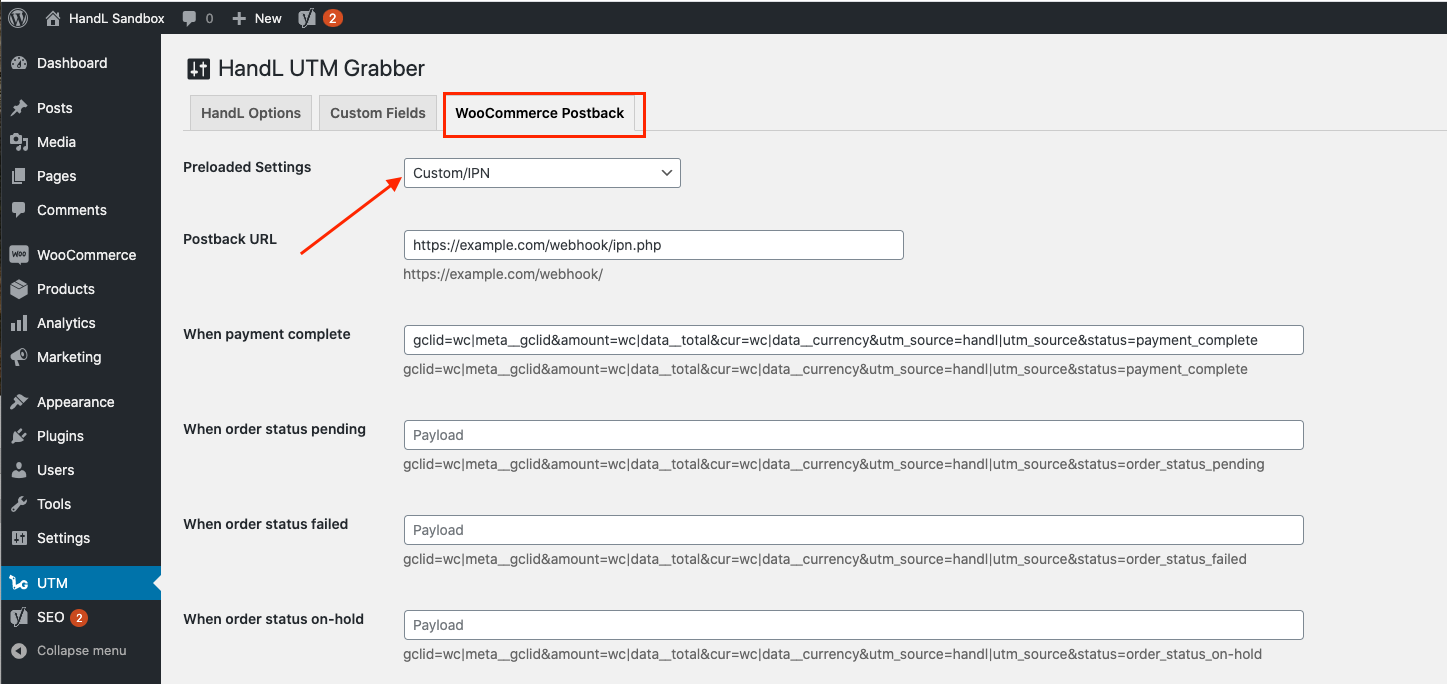 HandL Sandbox 0 New 2
Dashboard
Posts
Media
Pages
Comments
WooCommerce
Products
Analytics
Marketing
Appearance
Plugins
Users
Tools
Settings
UTM
SEO 2
Collapse menu
HandL UTM Grabber
HandL Options Custom Fields WooCommerce Postback
Preloaded Settings Custom/IPN
Postback URL https://example.com/webhook/ipn.php
https://example.com/webhook/
When payment complete gclid=wc|meta__gclid&amount=wc|data__total&cur=wc|data__currency&utm_source=handl|utm_source&status=payment_complete
gclid=wc|meta__gclid&amount=wc|data__total&cur=wc|data__currency&utm_source=handl|utm_source&status=payment_complete
When order status pending Payload
gclid=wc|meta__gclid&amount=wc|data__total&cur=wc|data__currency&utm_source=handl|utm_source&status=order_status_pending
When order status failed Payload
gclid=wc|meta__gclid&amount=wc|data__total&cur=wc|data__currency&utm_source=handl|utm_source&status=order_status_failed
When order status on-hold Payload
gclid=wc|meta__gclid&amount=wc|data__total&cur=wc|data__currency&utm_source=handl|utm_source&status=order_status_on-hold